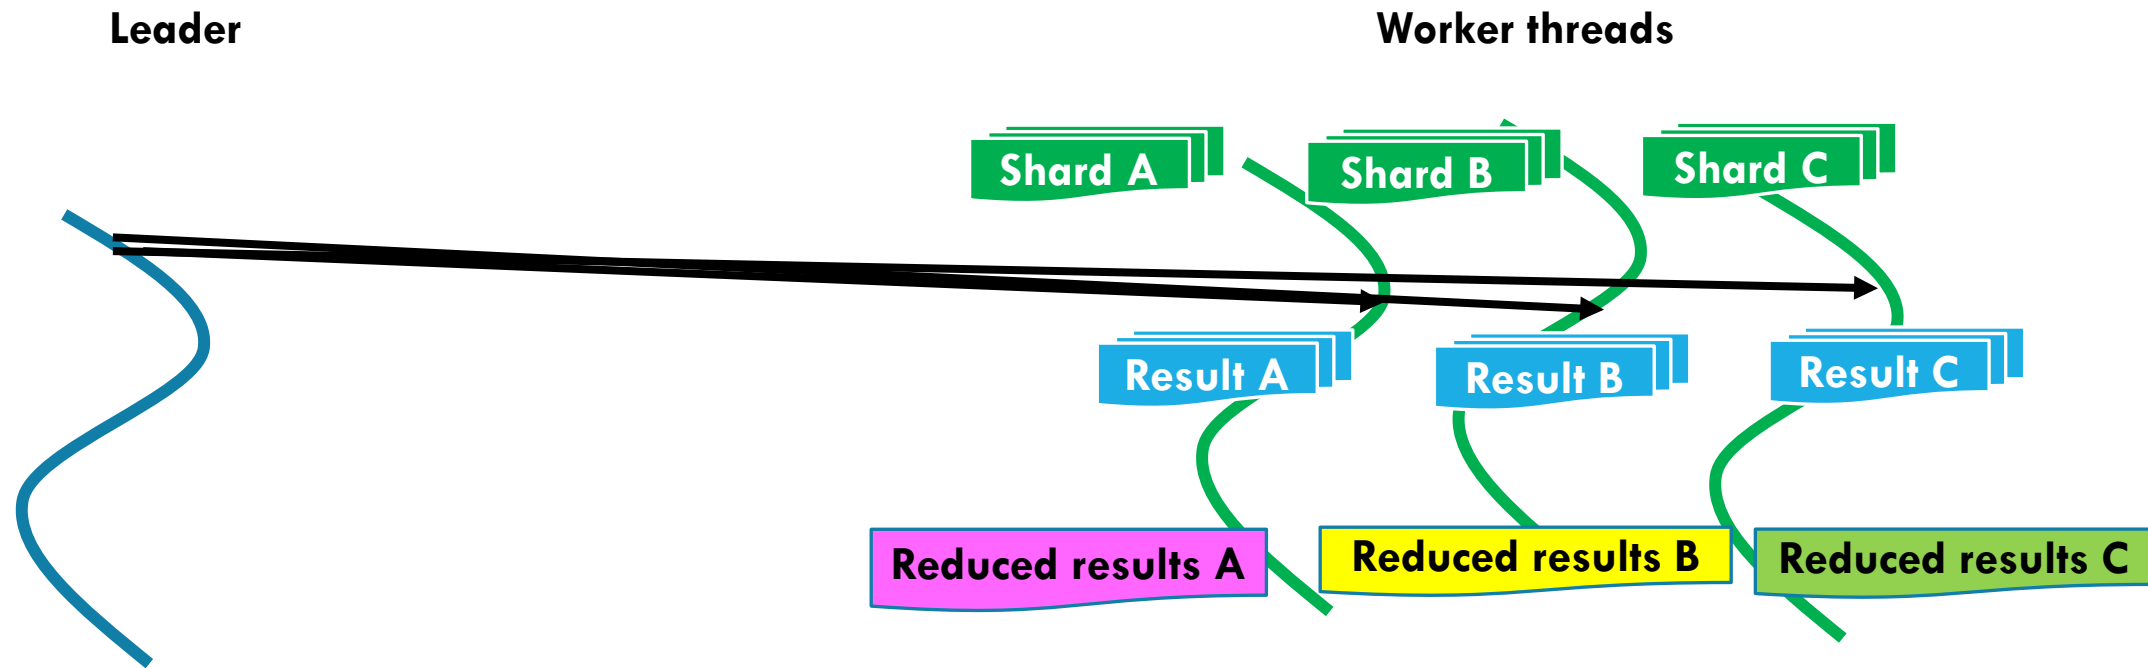 Leader
Worker threads
Shard A
Shard B
Shard C
Result A
Result B
Result C
Reduced results A
Reduced results B
Reduced results C